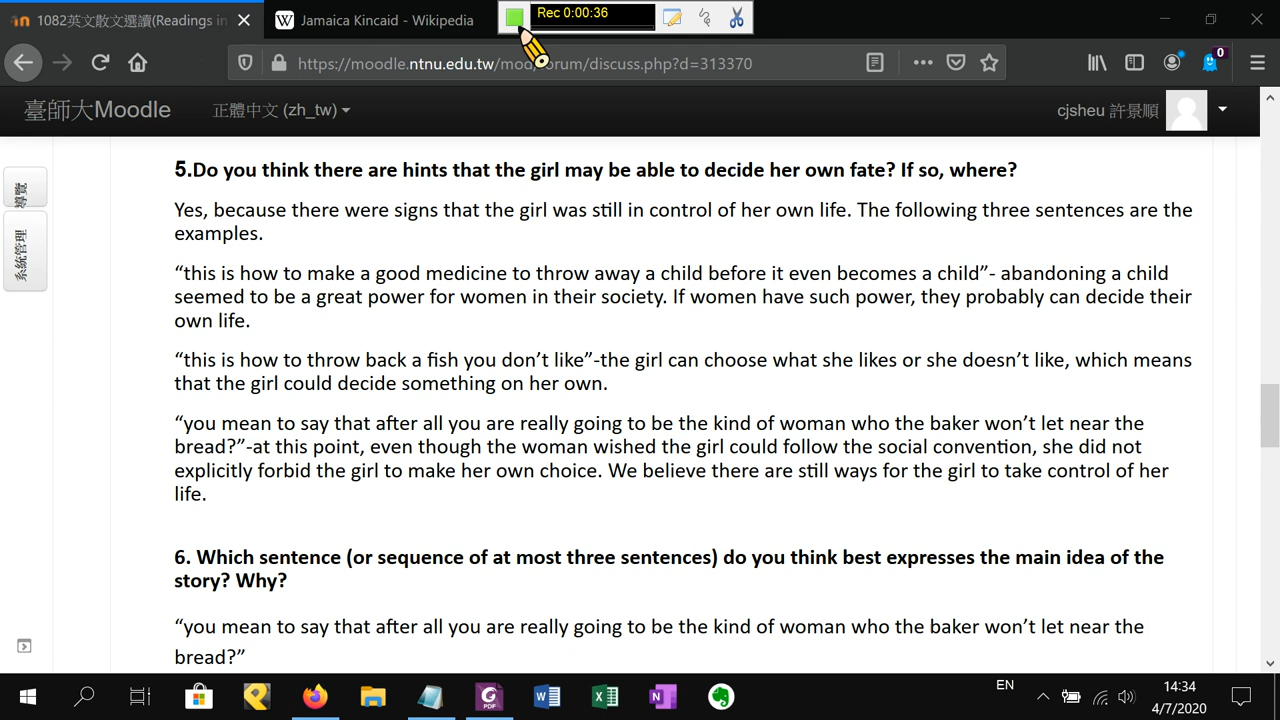 1082英文散文選讀(Readings in
Jamaica Kincaid - Wikipedia
Rec 0:00:36
https://moodle.ntnu.edu.tw/mod/forum/discuss.php?d=313370
0
臺師大Moodle
正體中文 (zh_tw)
cjsheu 許景順
導覽
系統管理
5.Do you think there are hints that the girl may be able to decide her own fate? If so, where?
Yes, because there were signs that the girl was still in control of her own life. The following three sentences are the
examples.
“this is how to make a good medicine to throw away a child before it even becomes a child”- abandoning a child
seemed to be a great power for women in their society. If women have such power, they probably can decide their
own life.
“this is how to throw back a fish you don’t like”-the girl can choose what she likes or she doesn’t like, which means
that the girl could decide something on her own.
“you mean to say that after all you are really going to be the kind of woman who the baker won’t let near the
bread?”-at this point, even though the woman wished the girl could follow the social convention, she did not
explicitly forbid the girl to make her own choice. We believe there are still ways for the girl to take control of her
life.
6. Which sentence (or sequence of at most three sentences) do you think best expresses the main idea of the
story? Why?
“you mean to say that after all you are really going to be the kind of woman who the baker won’t let near the
bread?”
EN
14:34
4/7/2020